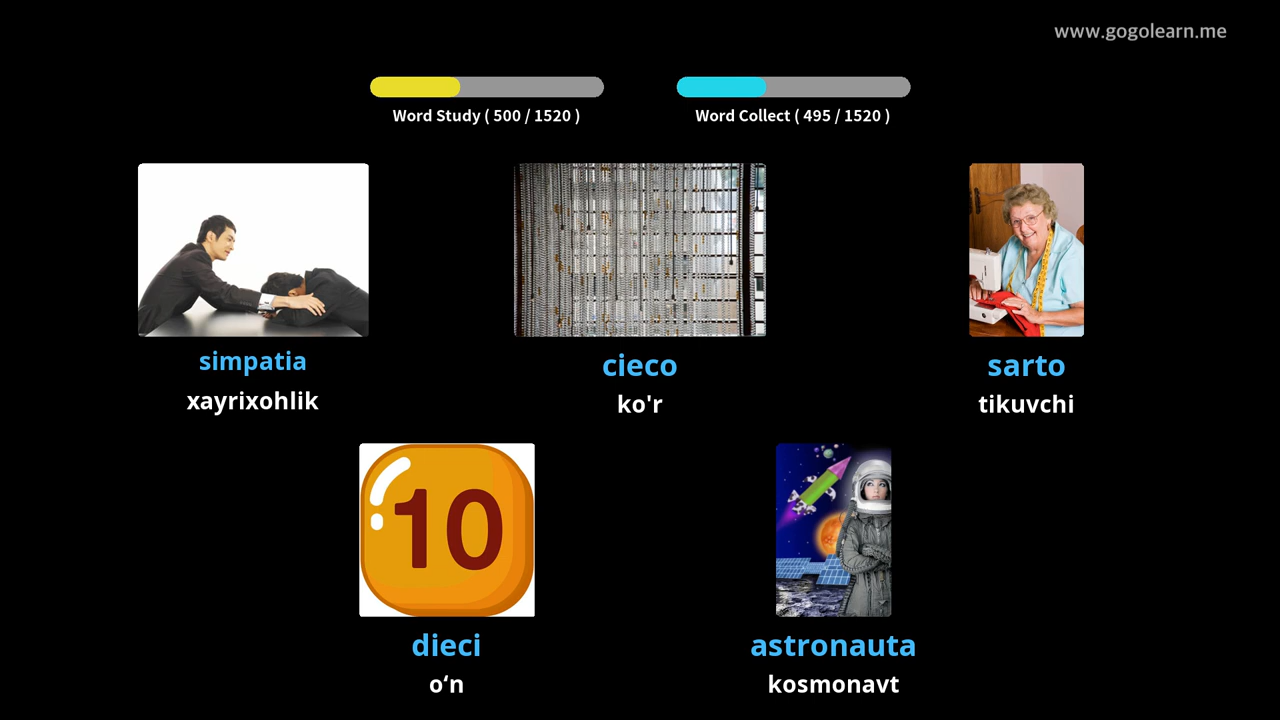 www.gogolearn.me
Word Study ( 500 / 1520 )
Word Collect ( 495 / 1520 )
simpatia
xayrixohlik
cieco
ko'r
sarto
tikuvchi
10
dieci
o‘n
astronauta
kosmonavt